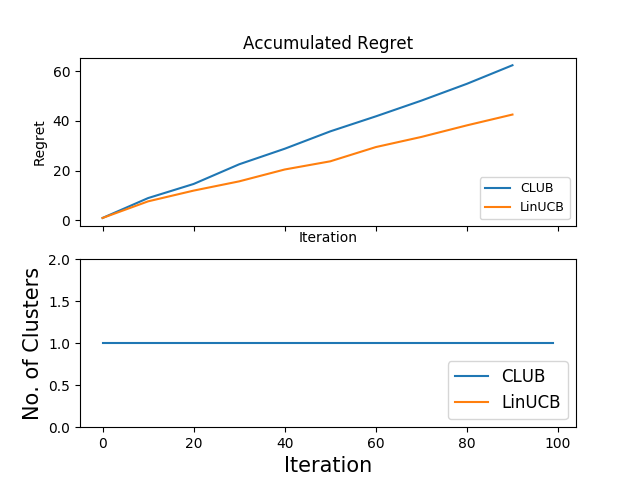 Accumulated Regret
60
40
20
0
Regret
CLUB
LinUCB
Iteration
2.0
1.5
1.0
0.5
0.0
No. of Clusters
CLUB
LinUCB
0 20 40 60 80 100
Iteration